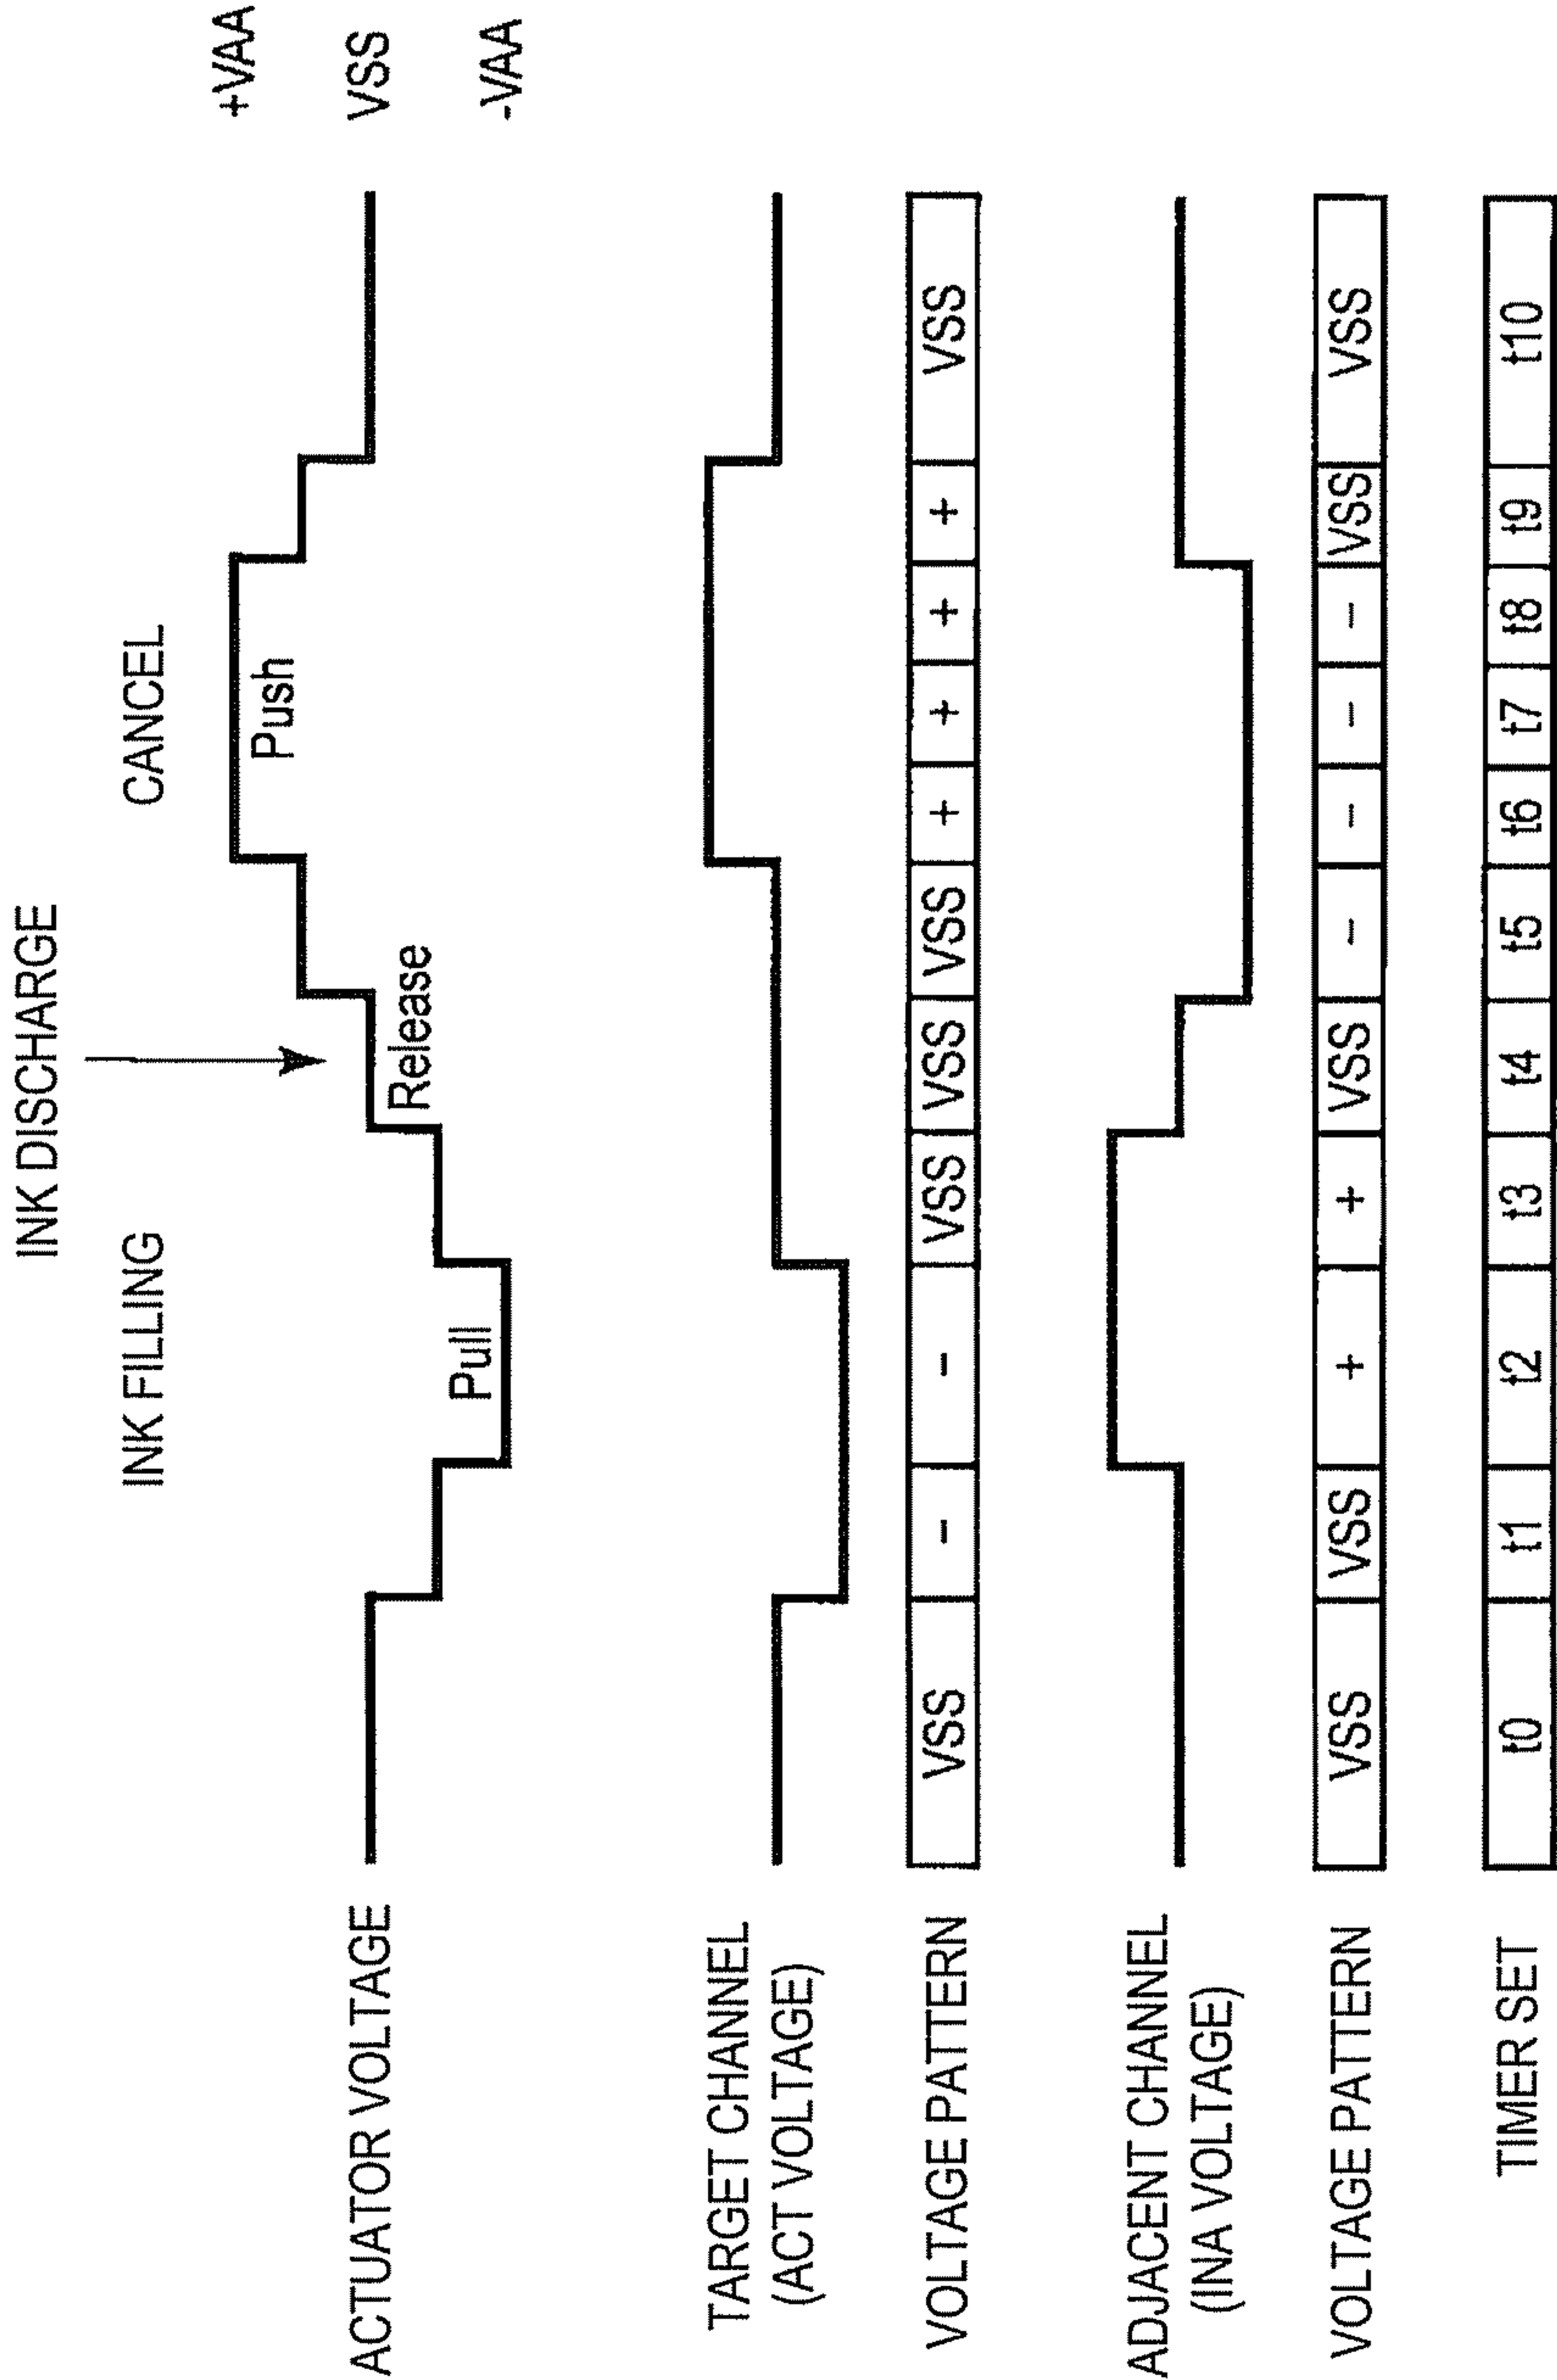 INK DISCHARGE
INK FILLING
CANCEL
+VAA
VSS
-VAA
ACTUATOR VOLTAGE
Pull
Release
Push
TARGET CHANNEL
(ACT VOLTAGE)
VOLTAGE PATTERN
VSS - - VSS VSS VSS + + + + VSS
ADJACENT CHANNEL
(INA VOLTAGE)
VOLTAGE PATTERN
VSS VSS + + VSS - - - - VSS VSS
TIMER SET
t0 t1 t2 t3 t4 t5 t6 t7 t8 t9 t10